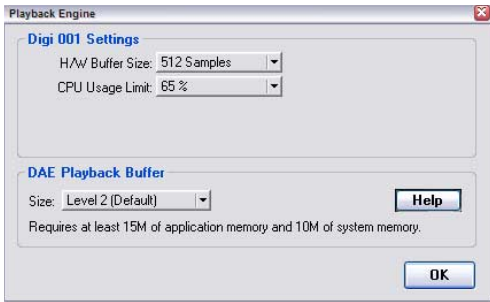 Playback Engine
Digi 001 Settings
H/W Buffer Size: 512 Samples
CPU Usage Limit: 65 %
DAE Playback Buffer
Size: Level 2 (Default)
Help
Requires at least 15M of application memory and 10M of system memory.
OK